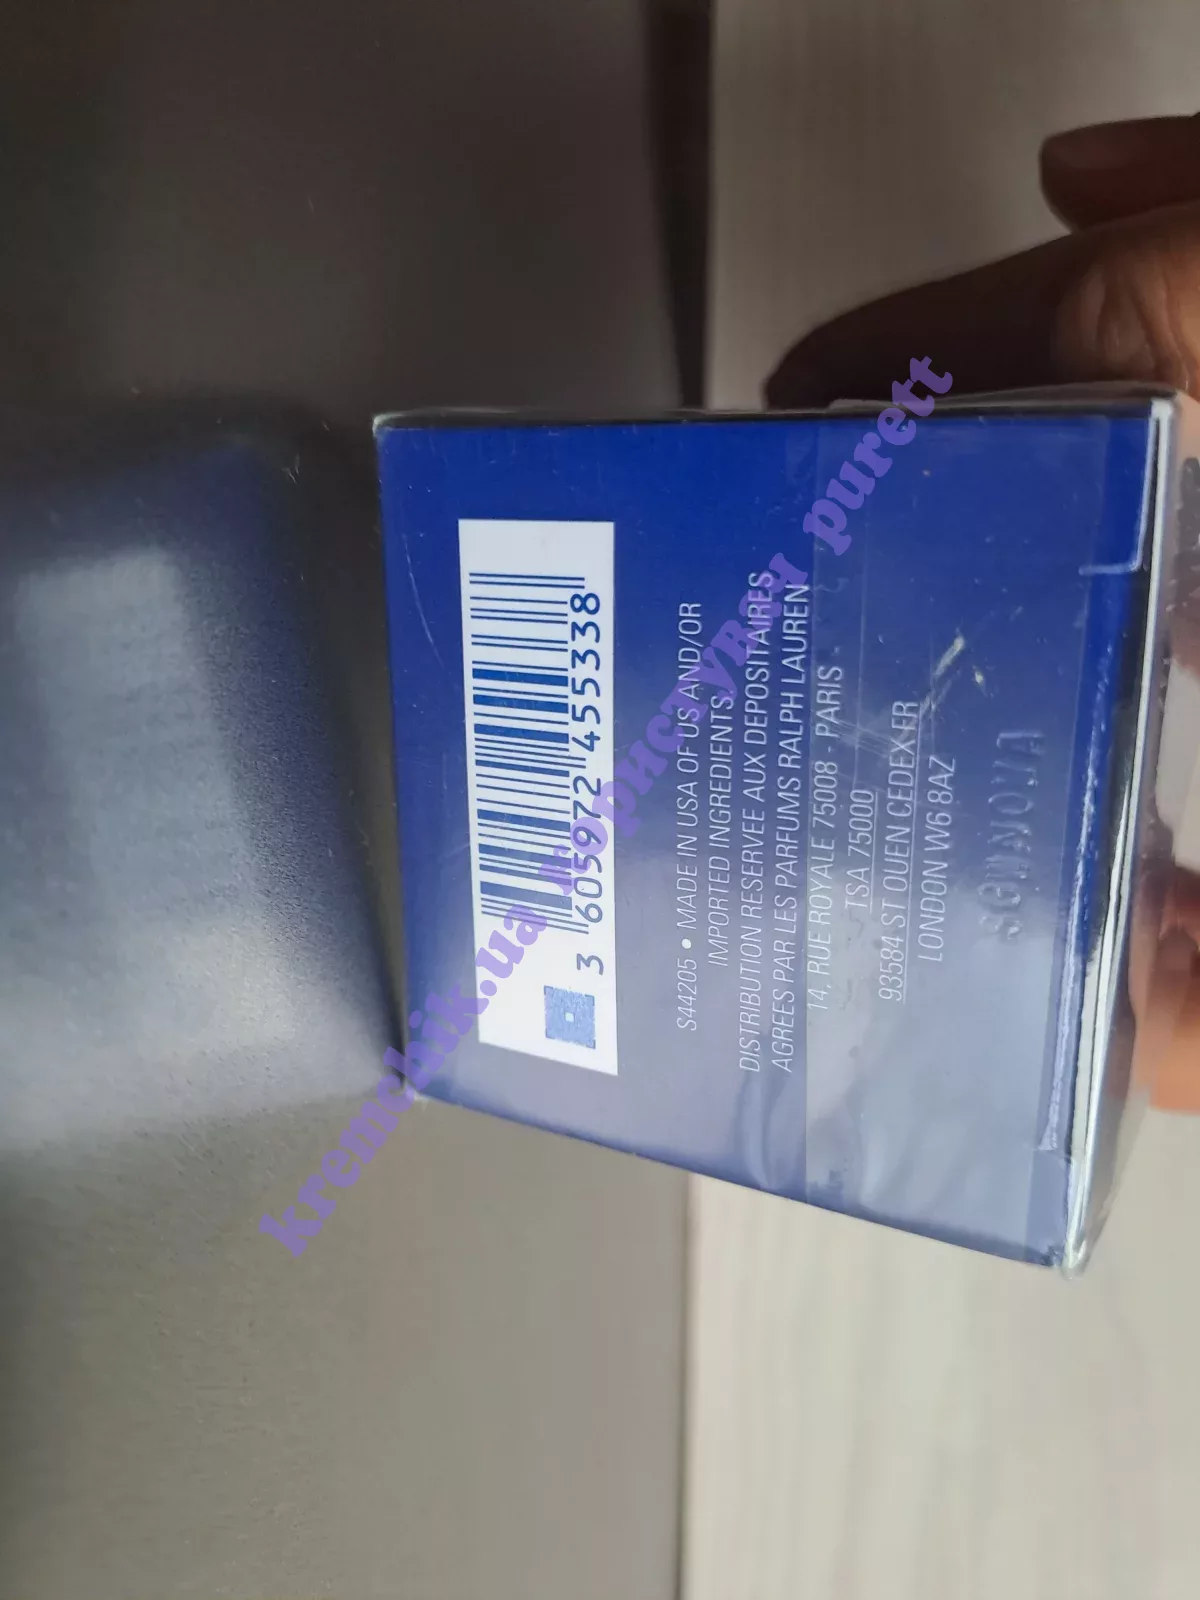 3 605972 455338
S44205 • MADE IN USA OF US AND/OR
IMPORTED INGREDIENTS.
DISTRIBUTION RESERVEE AUX DEPOSITAIRES
AGREES PAR LES PARFUMS RALPH LAUREN
14, RUE ROYALE 75008 - PARIS
TSA 75000
93584 ST OUEN CEDEX FR
LONDON W6 8AZ
kremchik.ua користувач purett